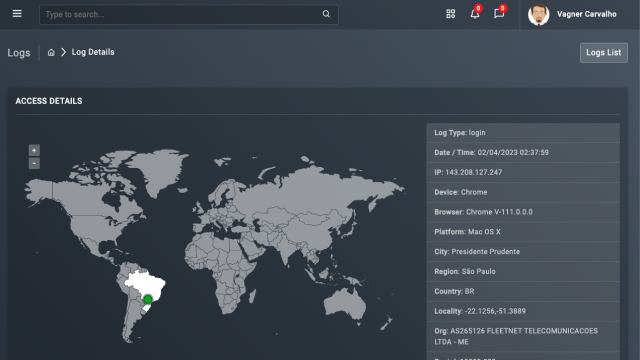 Type to search...
0
0
Vagner Carvalho
Logs
Log Details
Logs List
ACCESS DETAILS
+
-
Log Type: login
Date / Time: 02/04/2023 02:37:59
IP: 143.208.127.247
Device: Chrome
Browser: Chrome V-111.0.0.0
Platform: Mac OS X
City: Presidente Prudente
Region: São Paulo
Country: BR
Locality: -22.1256,-51.3889
Org: AS265126 FLEETNET TELECOMUNICACOES
LTDA - ME